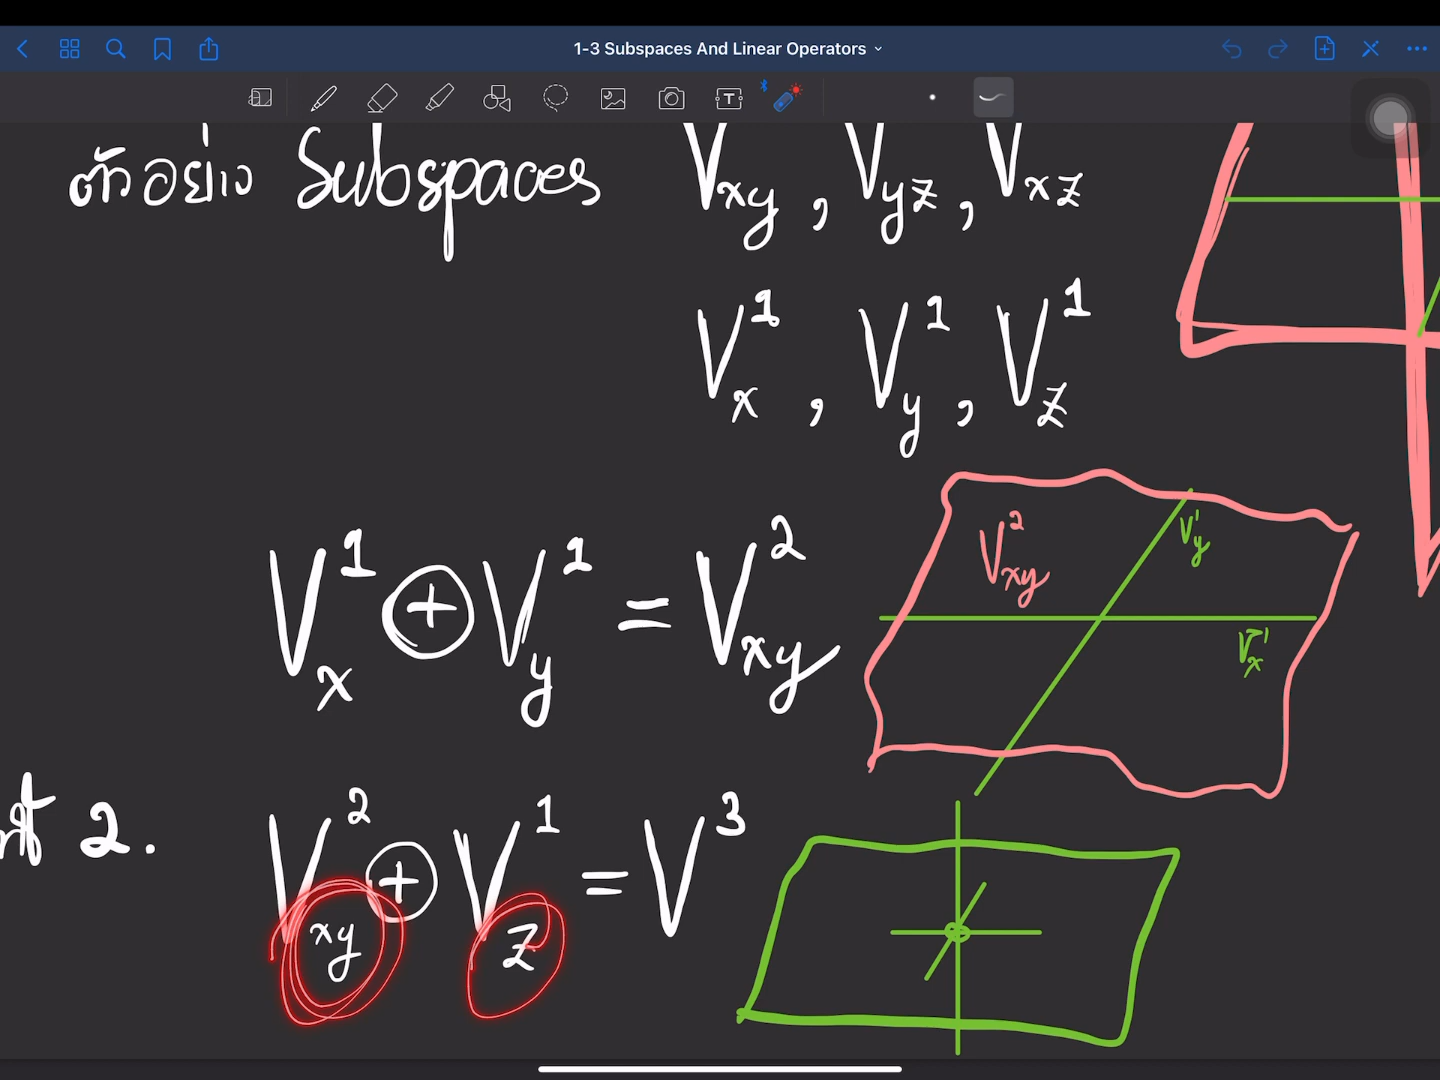 1-3 Subspaces And Linear Operators
T
ตัวอย่าง Subspaces V_xy , V_yz , V_xz
V_x^1 , V_y^1 , V_z^1
V_x^1 ⊕ V_y^1 = V_xy^2
V_xy^2
V_y^1
V_x^1
2. V_xy^2 ⊕ V_z^1 = V^3